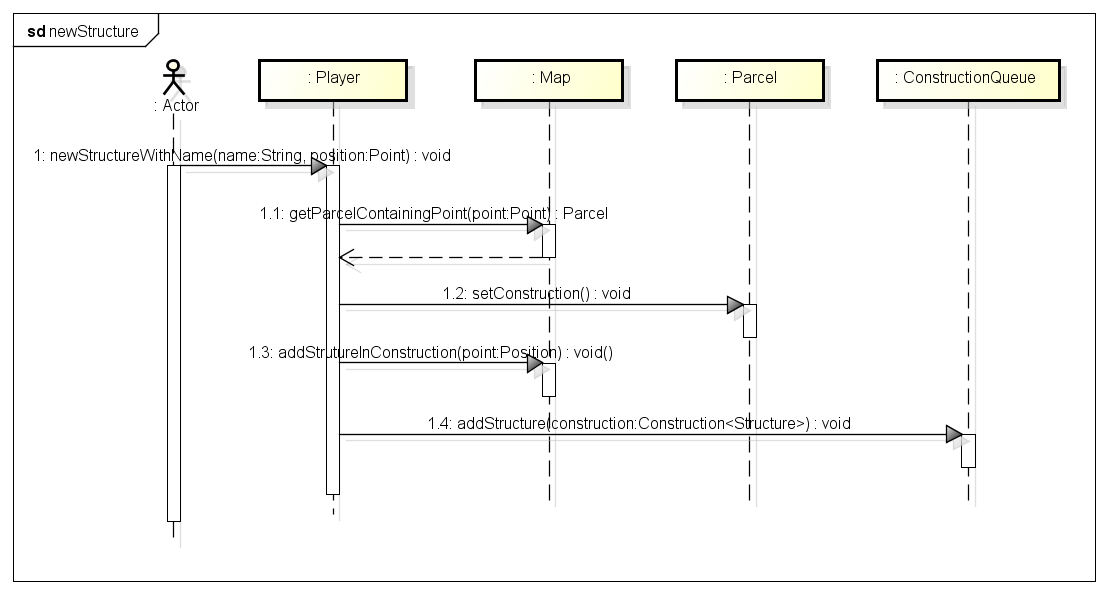 sd newStructure
: Actor
: Player
: Map
: Parcel
: ConstructionQueue
1: newStructureWithName(name:String, position:Point) : void
1.1: getParcelContainingPoint(point:Point) : Parcel
1.2: setConstruction() : void
1.3: addStrutureInConstruction(point:Position) : void()
1.4: addStructure(construction:Construction<Structure>) : void